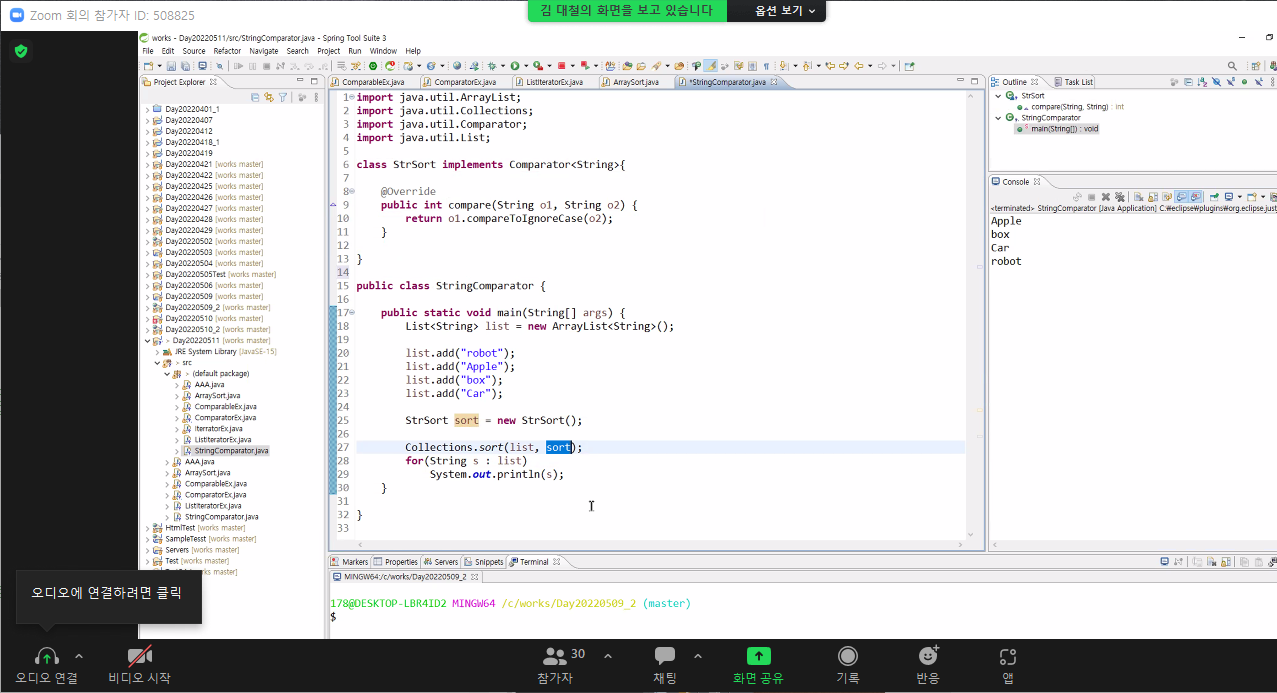 Zoom 회의 참가자 ID: 508825
김 대철의 화면을 보고 있습니다
옵션 보기
works - Day20220511/src/StringComparator.java - Spring Tool Suite 3
File Edit Source Refactor Navigate Search Project Run Window Help
Project Explorer
ComparableEx.java
ComparatorEx.java
ListIteratorEx.java
ArraySort.java
*StringComparator.java
Outline
Task List
Day20220401_1
Day20220407
Day20220412
Day20220418_1
Day20220419
Day20220421 [works master]
Day20220422 [works master]
Day20220425 [works master]
Day20220426 [works master]
Day20220427 [works master]
Day20220428 [works master]
Day20220429 [works master]
Day20220502 [works master]
Day20220503 [works master]
Day20220504 [works master]
Day20220505Test [works master]
Day20220506 [works master]
Day20220509 [works master]
Day20220509_2 [works master]
Day20220510 [works master]
Day20220510_2 [works master]
> Day20220511 [works master]
JRE System Library [JavaSE-15]
> src
> (default package)
AAA.java
ArraySort.java
ComparableEx.java
ComparatorEx.java
IterratorEx.java
ListIteratorEx.java
StringComparator.java
AAA.java
ArraySort.java
ComparableEx.java
ComparatorEx.java
ListIteratorEx.java
StringComparator.java
HtmlTest [works master]
SampleTesst [works master]
Servers [works master]
Test [works master]
ks master]
1 import java.util.ArrayList;
2 import java.util.Collections;
3 import java.util.Comparator;
4 import java.util.List;
5
6 class StrSort implements Comparator<String>{
7
8 @Override
9 public int compare(String o1, String o2) {
10 return o1.compareToIgnoreCase(o2);
11 }
12
13 }
14
15 public class StringComparator {
16
17 public static void main(String[] args) {
18 List<String> list = new ArrayList<String>();
19
20 list.add("robot");
21 list.add("Apple");
22 list.add("box");
23 list.add("Car");
24
25 StrSort sort = new StrSort();
26
27 Collections.sort(list, sort);
28 for(String s : list)
29 System.out.println(s);
30 }
31
32 }
33
StrSort
compare(String, String) : int
StringComparator
main(String[]) : void
Console
<terminated> StringComparator [Java Application] C:₩eclipse₩plugins₩org.eclipse.just
Apple
box
Car
robot
Markers
Properties
Servers
Snippets
Terminal
MINGW64:/c/works/Day20220509_2
178@DESKTOP-LBR4ID2 MINGW64 /c/works/Day20220509_2 (master)
$
오디오에 연결하려면 클릭
오디오 연결
비디오 시작
30
참가자
채팅
화면 공유
기록
반응
앱